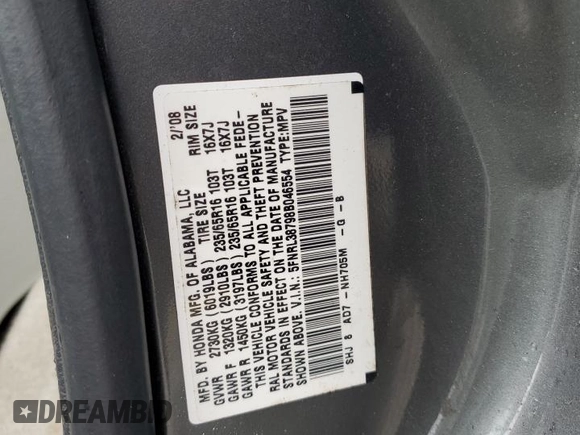 MFD. BY HONDA MFG. OF ALABAMA, LLC 2/'08
TIRE SIZE RIM SIZE
GVWR 2730KG (6019LBS) 235/65R16 103T 16X7J
GAWR F 1320KG (2910LBS) 235/65R16 103T 16X7J
GAWR R 1450KG (3197LBS)
THIS VEHICLE CONFORMS TO ALL APPLICABLE FEDE-
RAL MOTOR VEHICLE SAFETY AND THEFT PREVENTION
STANDARDS IN EFFECT ON THE DATE OF MANUFACTURE
SHOWN ABOVE. V.I.N.: 5FNRL38798B046554 TYPE: MPV
SHJ 8 AD7 -NH705M -G -B
DREAMBID